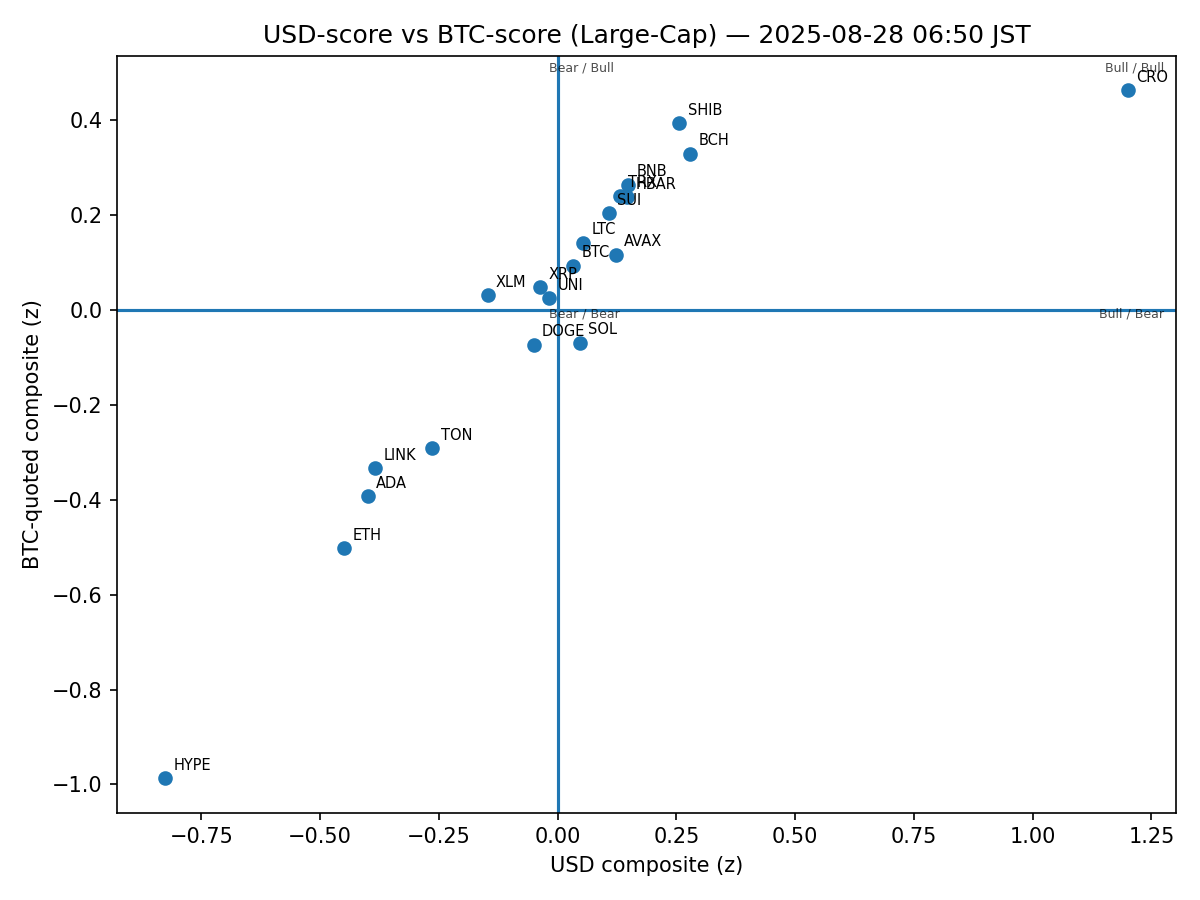 USD-score vs BTC-score (Large-Cap) — 2025-08-28 06:50 JST
Bear / Bull
Bull / Bull
CRO
SHIB
BCH
BNB
TRX
HBAR
SUI
LTC
AVAX
BTC
XRP
XLM
UNI
Bear / Bear
Bull / Bear
DOGE
SOL
TON
LINK
ADA
ETH
HYPE
0.4
0.2
0.0
−0.2
−0.4
−0.6
−0.8
−1.0
BTC-quoted composite (z)
−0.75
−0.50
−0.25
0.00
0.25
0.50
0.75
1.00
1.25
USD composite (z)